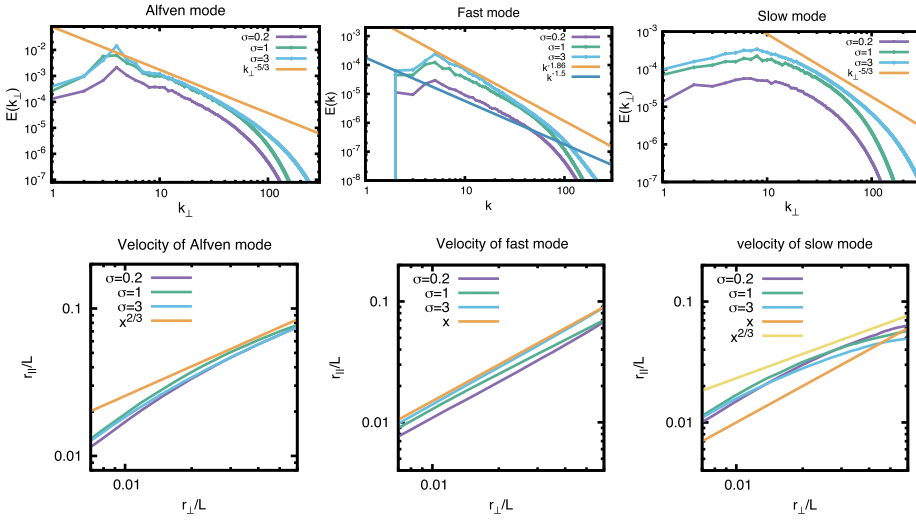 Alfven mode
E(k⊥)
10⁻²
10⁻³
10⁻⁴
10⁻⁵
10⁻⁶
10⁻⁷
σ=0.2
σ=1
σ=3
k⊥^-5/3
1
10
100
k⊥
Fast mode
E(k)
10⁻²
10⁻³
10⁻⁴
10⁻⁵
10⁻⁶
10⁻⁷
10⁻⁸
σ=0.2
σ=1
σ=3
k^-1.86
k^-1.5
1
10
100
k
Slow mode
E(k⊥)
10⁻³
10⁻⁴
10⁻⁵
10⁻⁶
10⁻⁷
σ=0.2
σ=1
σ=3
k⊥^-5/3
1
10
100
k⊥
Velocity of Alfven mode
r||/L
0.1
0.01
σ=0.2
σ=1
σ=3
x^2/3
0.01
r⊥/L
Velocity of fast mode
r||/L
0.1
0.01
σ=0.2
σ=1
σ=3
x
0.01
r⊥/L
velocity of slow mode
r||/L
0.1
0.01
σ=0.2
σ=1
σ=3
x
x^2/3
0.01
r⊥/L